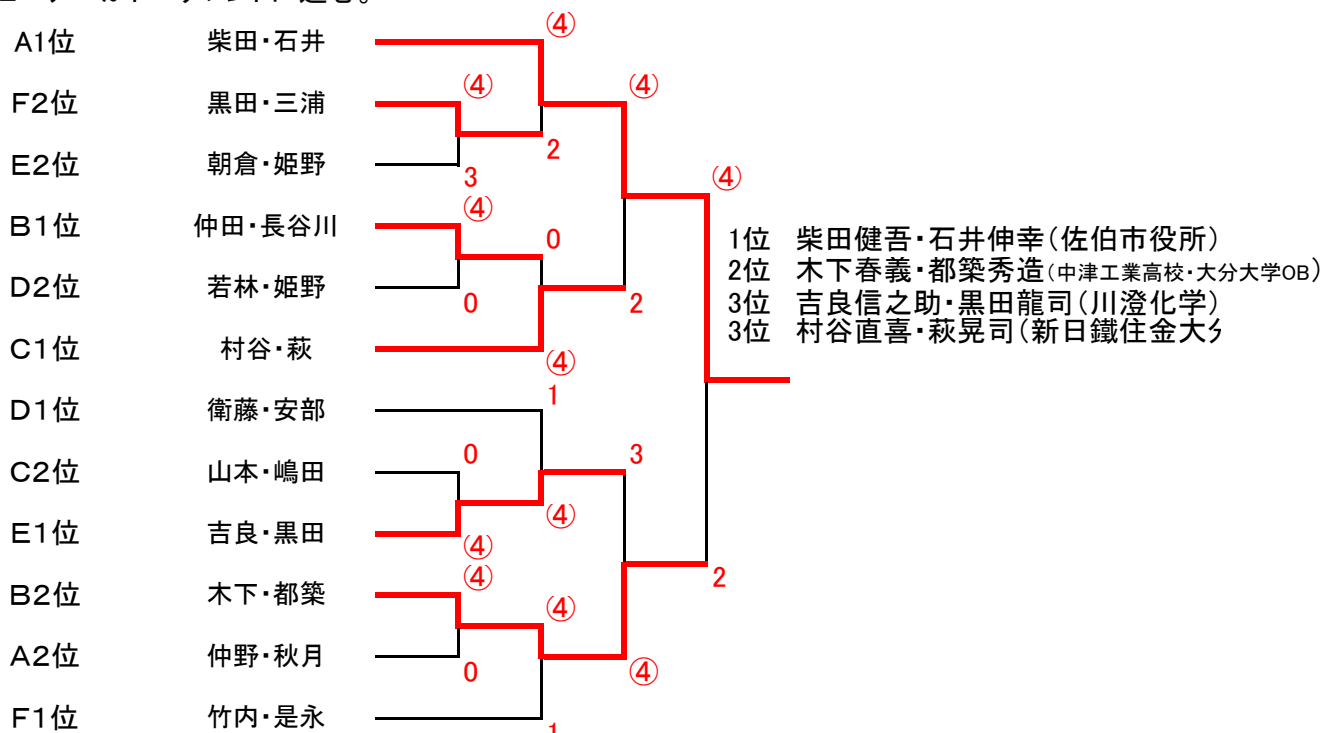 ④
A1位 柴田・石井
④ ④
F2位 黒田・三浦
2
E2位 朝倉・姫野
3 ④
④
B1位 仲田・長谷川
0
1位 柴田健吾・石井伸幸(佐伯市役所)
2位 木下春義・都築秀造(中津工業高校・大分大学OB)
D2位 若林・姫野
0 2
3位 吉良信之助・黒田龍司(川澄化学)
3位 村谷直喜・萩晃司(新日鐵住金大分
C1位 村谷・萩
④
1
D1位 衛藤・安部
0 3
C2位 山本・嶋田
④
E1位 吉良・黒田
④
④ 2
B2位 木下・都築
④
A2位 仲野・秋月
0 ④
F1位 竹内・是永
1